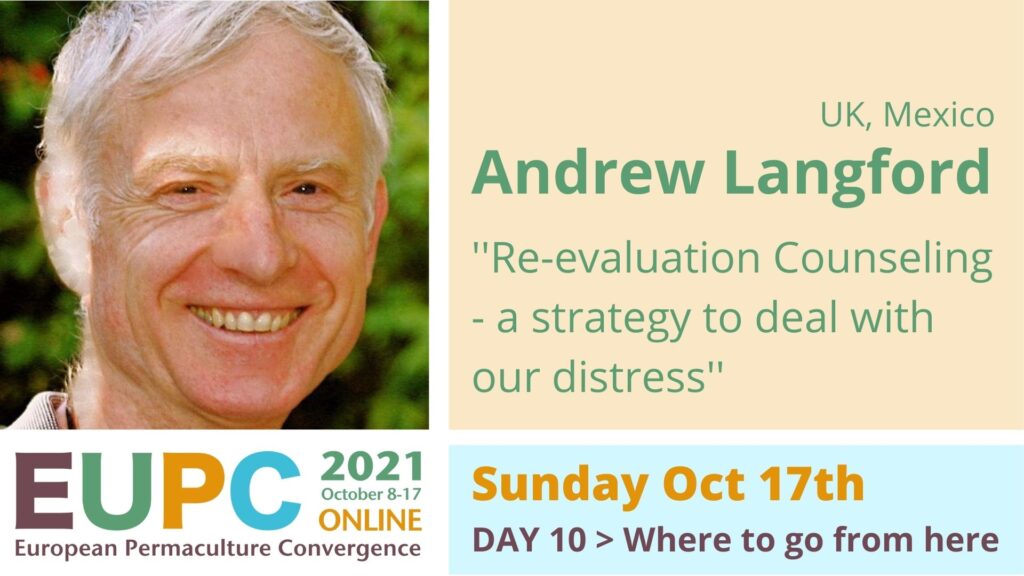 UK, Mexico
Andrew Langford
"Re-evaluation Counseling
- a strategy to deal with
our distress"
EUPC
2021
October 8-17
ONLINE
European Permaculture Convergence
Sunday Oct 17th
DAY 10 > Where to go from here